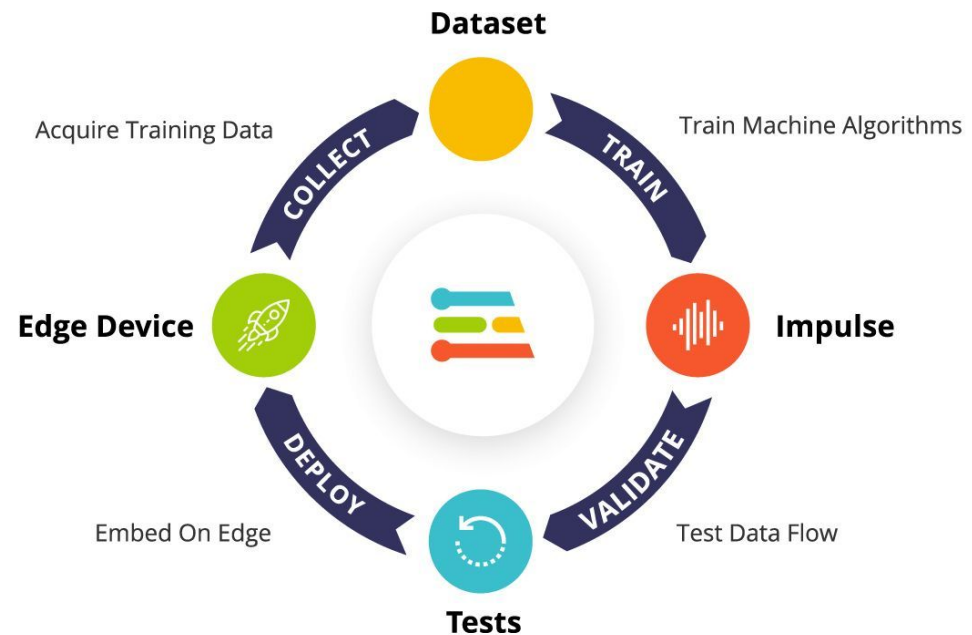 Dataset
Acquire Training Data
COLLECT
TRAIN
Train Machine Algorithms
Edge Device
Impulse
DEPLOY
VALIDATE
Embed On Edge
Test Data Flow
Tests